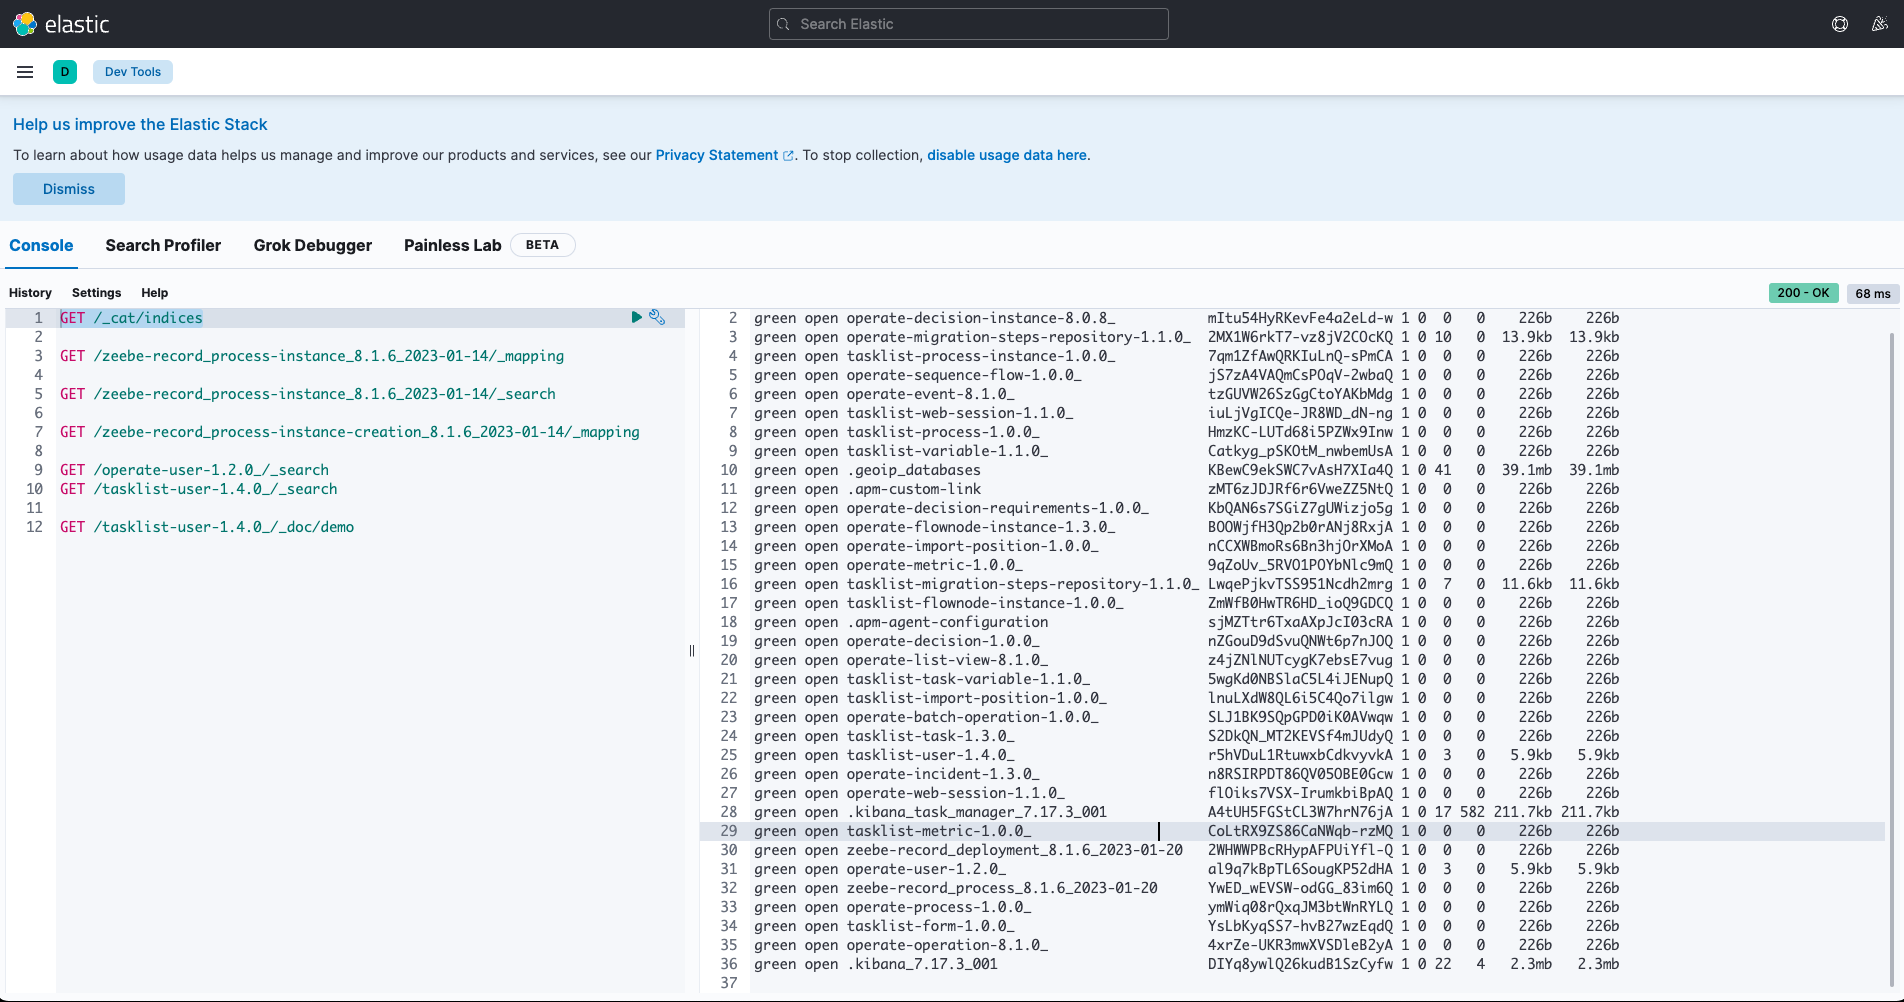 elastic
Search Elastic
D
Dev Tools
Help us improve the Elastic Stack
To learn about how usage data helps us manage and improve our products and services, see our Privacy Statement. To stop collection, disable usage data here.
Dismiss
Console Search Profiler Grok Debugger Painless Lab BETA
History Settings Help
200 - OK 68 ms
1 GET /_cat/indices
2
3 GET /zeebe-record_process-instance_8.1.6_2023-01-14/_mapping
4
5 GET /zeebe-record_process-instance_8.1.6_2023-01-14/_search
6
7 GET /zeebe-record_process-instance-creation_8.1.6_2023-01-14/_mapping
8
9 GET /operate-user-1.2.0_/_search
10 GET /tasklist-user-1.4.0_/_search
11
12 GET /tasklist-user-1.4.0_/_doc/demo
2 green open operate-decision-instance-8.0.8_ mItu54HyRKevFe4a2eLd-w 1 0 0 0 226b 226b
3 green open operate-migration-steps-repository-1.1.0_ 2MX1W6rkT7-vz8jV2COcKQ 1 0 10 0 13.9kb 13.9kb
4 green open tasklist-process-instance-1.0.0_ 7qm1ZfAwQRKIuLnQ-sPmCA 1 0 0 0 226b 226b
5 green open operate-sequence-flow-1.0.0_ jS7zA4VAQmCsPOqV-2wbaQ 1 0 0 0 226b 226b
6 green open operate-event-8.1.0_ tzGUVW26SzGgCtoYAKbMdg 1 0 0 0 226b 226b
7 green open tasklist-web-session-1.1.0_ iuLjVgICQe-JR8WD_dN-ng 1 0 0 0 226b 226b
8 green open tasklist-process-1.0.0_ HmzKC-LUTd68i5PZWx9Inw 1 0 0 0 226b 226b
9 green open tasklist-variable-1.1.0_ Catkyg_pSKOtM_nwbemUsA 1 0 0 0 226b 226b
10 green open .geoip_databases KBewC9ekSWC7vAsH7XIa4Q 1 0 41 0 39.1mb 39.1mb
11 green open .apm-custom-link zMT6zJDJRf6r6VweZZ5NtQ 1 0 0 0 226b 226b
12 green open operate-decision-requirements-1.0.0_ KbQAN6s7SGiZ7gUWizjo5g 1 0 0 0 226b 226b
13 green open operate-flownode-instance-1.3.0_ BOOWjfH3Qp2b0rANj8RxjA 1 0 0 0 226b 226b
14 green open operate-import-position-1.0.0_ nCCXWBmoRs6Bn3hjOrXMoA 1 0 0 0 226b 226b
15 green open operate-metric-1.0.0_ 9qZoUv_5RVO1POYbNlc9mQ 1 0 0 0 226b 226b
16 green open tasklist-migration-steps-repository-1.1.0_ LwqePjkvTSS951Ncdh2mrg 1 0 7 0 11.6kb 11.6kb
17 green open tasklist-flownode-instance-1.0.0_ ZmWfB0HwTR6HD_ioQ9GDCQ 1 0 0 0 226b 226b
18 green open .apm-agent-configuration sjMZTtr6TxaAXpJcI03cRA 1 0 0 0 226b 226b
19 green open operate-decision-1.0.0_ nZGouD9dSvuQNWt6p7nJOQ 1 0 0 0 226b 226b
20 green open operate-list-view-8.1.0_ z4jZNlNUTcygK7ebsE7vug 1 0 0 0 226b 226b
21 green open tasklist-task-variable-1.1.0_ 5wgKd0NBSlaC5L4iJENupQ 1 0 0 0 226b 226b
22 green open tasklist-import-position-1.0.0_ lnuLXdW8QL6i5C4Qo7ilgw 1 0 0 0 226b 226b
23 green open operate-batch-operation-1.0.0_ SLJ1BK9SQpGPD0iK0AVwqw 1 0 0 0 226b 226b
24 green open tasklist-task-1.3.0_ S2DkQN_MT2KEVSf4mJUdyQ 1 0 0 0 226b 226b
25 green open tasklist-user-1.4.0_ r5hVDuL1RtuwxbCdkvyvkA 1 0 3 0 5.9kb 5.9kb
26 green open operate-incident-1.3.0_ n8RSIRPDT86QV05OBE0Gcw 1 0 0 0 226b 226b
27 green open operate-web-session-1.1.0_ flOiks7VSX-IrumkbiBpAQ 1 0 0 0 226b 226b
28 green open .kibana_task_manager_7.17.3_001 A4tUH5FGStCL3W7hrN76jA 1 0 17 582 211.7kb 211.7kb
29 green open tasklist-metric-1.0.0_ CoLtRX9ZS86CaNWqb-rzMQ 1 0 0 0 226b 226b
30 green open zeebe-record_deployment_8.1.6_2023-01-20 2WHWWPBcRHypAFPUiYfl-Q 1 0 0 0 226b 226b
31 green open operate-user-1.2.0_ al9q7kBpTL6SougKP52dHA 1 0 3 0 5.9kb 5.9kb
32 green open zeebe-record_process_8.1.6_2023-01-20 YwED_wEVSW-odGG_83im6Q 1 0 0 0 226b 226b
33 green open operate-process-1.0.0_ ymWiq08rQxqJM3btWnRYLQ 1 0 0 0 226b 226b
34 green open tasklist-form-1.0.0_ YsLbKyqSS7-hvB27wzEqdQ 1 0 0 0 226b 226b
35 green open operate-operation-8.1.0_ 4xrZe-UKR3mwXVSDleB2yA 1 0 0 0 226b 226b
36 green open .kibana_7.17.3_001 DIYq8ywlQ26kudB1SzCyfw 1 0 22 4 2.3mb 2.3mb
37